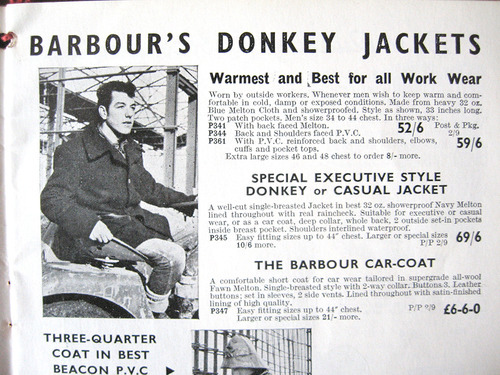 BARBOUR'S DONKEY JACKETS
Warmest and Best for all Work Wear
Worn by outside workers. Whenever men wish to keep warm and com-
fortable in cold, damp or exposed conditions. Made from heavy 32 oz.
Blue Melton Cloth and showerproofed. Style as shown, 33 inches long.
Two patch pockets. Men's size 34 to 44 chest. In three ways:
P341 With back faced Melton. 52/6 Post & Pkg.
P344 Back and Shoulders faced P.V.C. 2/9
P361 With P.V.C. reinforced back and shoulders, elbows, 59/6
cuffs and pocket tops.
Extra large sizes 46 and 48 chest to order 8/- more.
SPECIAL EXECUTIVE STYLE
DONKEY or CASUAL JACKET
A well-cut single-breasted Jacket in best 32 oz. showerproof Navy Melton
lined throughout with real raincheck. Suitable for executive or casual
wear, or as a car coat, deep collar, whole back, 2 outside set-in pockets
inside breast pocket. Shoulders interlined waterproof.
P345 Easy fitting sizes up to 44" chest. Larger or special sizes 69/6
10/6 more. P/P 2/9
THE BARBOUR CAR-COAT
A comfortable short coat for car wear tailored in supergrade all-wool
Fawn Melton. Single-breasted style with 2-way collar. Buttons 3. Leather
buttons; set in sleeves, 2 side vents. Lined throughout with satin-finished
lining of high quality.
P347 Easy fitting sizes up to 44" chest. P/P 2/9 £6-6-0
Larger or special sizes 21/- more.
THREE-QUARTER
COAT IN BEST
BEACON P.V.C